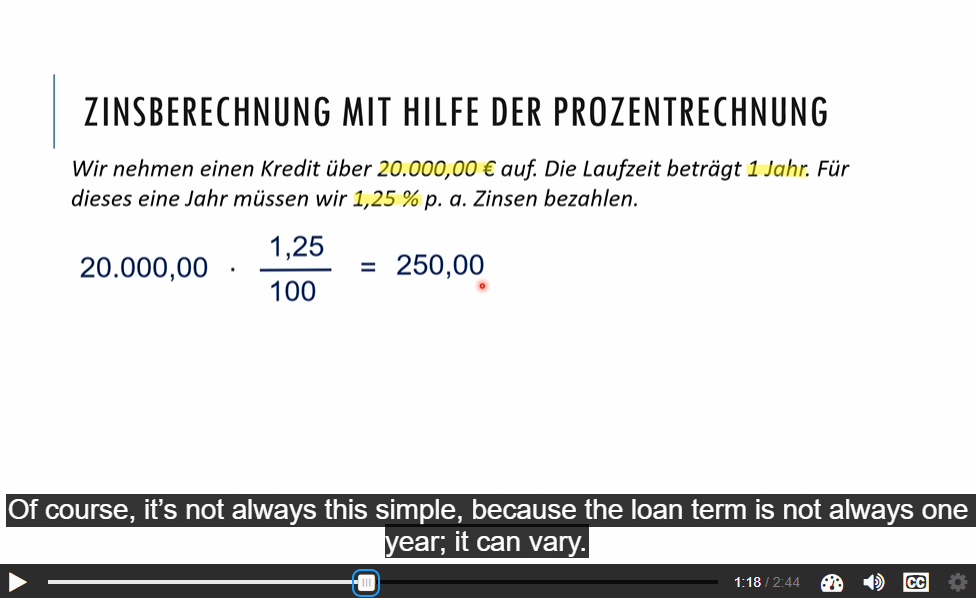 ZINSBERECHNUNG MIT HILFE DER PROZENTRECHNUNG
Wir nehmen einen Kredit über 20.000,00 € auf. Die Laufzeit beträgt 1 Jahr. Für
dieses eine Jahr müssen wir 1,25 % p. a. Zinsen bezahlen.
20.000,00 · 1,25 / 100 = 250,00
Of course, it’s not always this simple, because the loan term is not always one
year; it can vary.
1:18 / 2:44 CC